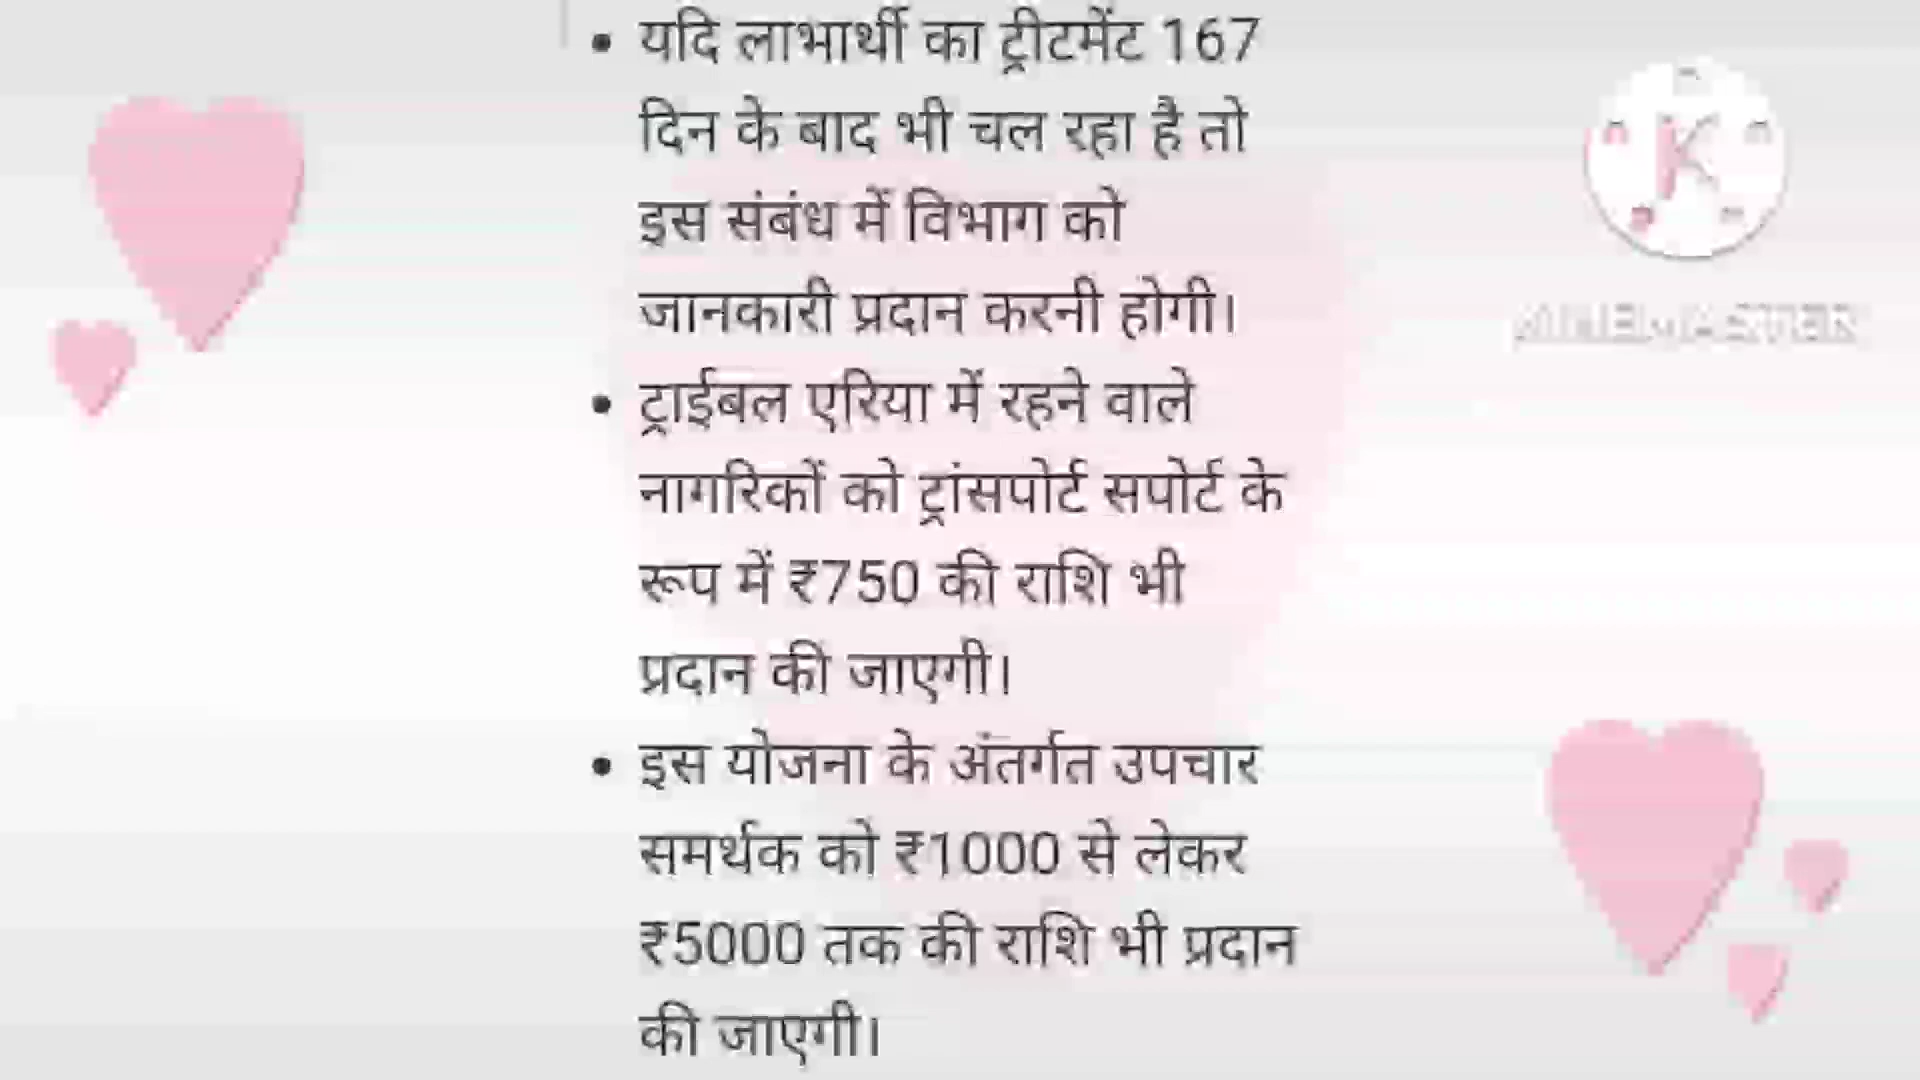 • यदि लाभार्थी का ट्रीटमेंट 167
दिन के बाद भी चल रहा है तो
इस संबंध में विभाग को
जानकारी प्रदान करनी होगी।
• ट्राईबल एरिया में रहने वाले
नागरिकों को ट्रांसपोर्ट सपोर्ट के
रूप में ₹750 की राशि भी
प्रदान की जाएगी।
• इस योजना के अंतर्गत उपचार
समर्थक को ₹1000 से लेकर
₹5000 तक की राशि भी प्रदान
की जाएगी।
K
KINEMASTER